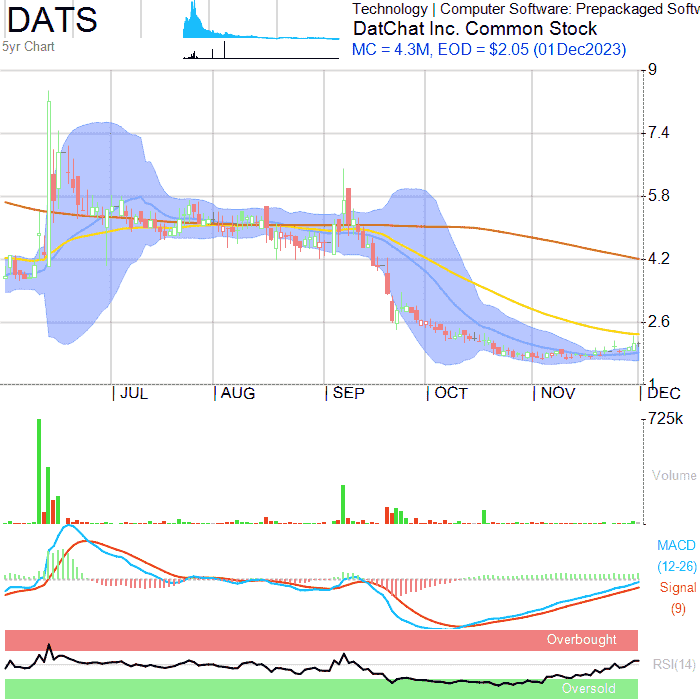 DATS
5yr Chart
Technology | Computer Software: Prepackaged Softw
DatChat Inc. Common Stock
MC = 4.3M, EOD = $2.05 (01Dec2023)
9
7.4
5.8
4.2
2.6
1
JUL AUG SEP OCT NOV DEC
725k
Volume
MACD
(12-26)
Signal
(9)
Overbought
RSI(14)
Oversold